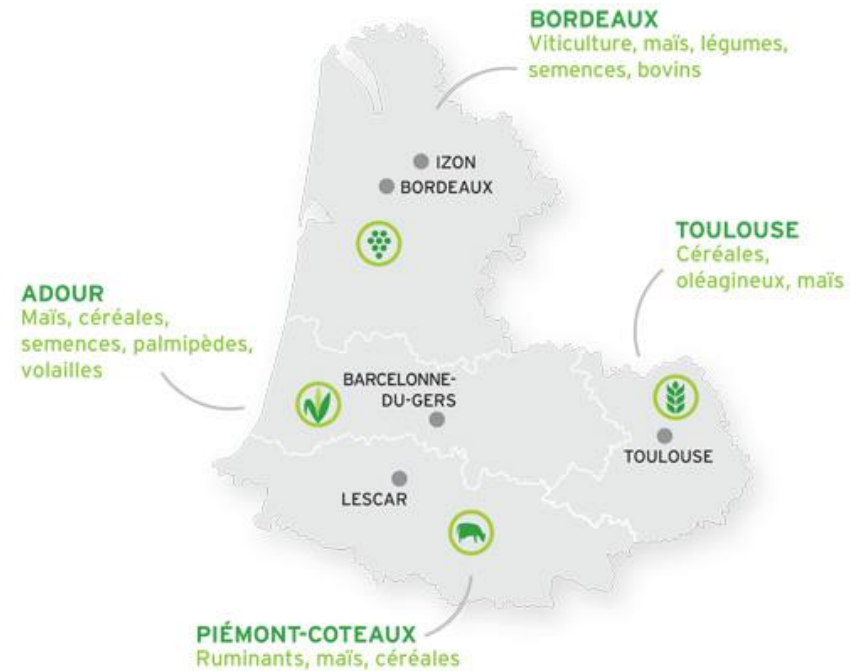 BORDEAUX
Viticulture, maïs, légumes,
semences, bovins
IZON
BORDEAUX
TOULOUSE
Céréales,
oléagineux, maïs
ADOUR
Maïs, céréales,
semences, palmipèdes,
volailles
BARCELONNE-
DU-GERS
TOULOUSE
LESCAR
PIÉMONT-COTEAUX
Ruminants, maïs, céréales